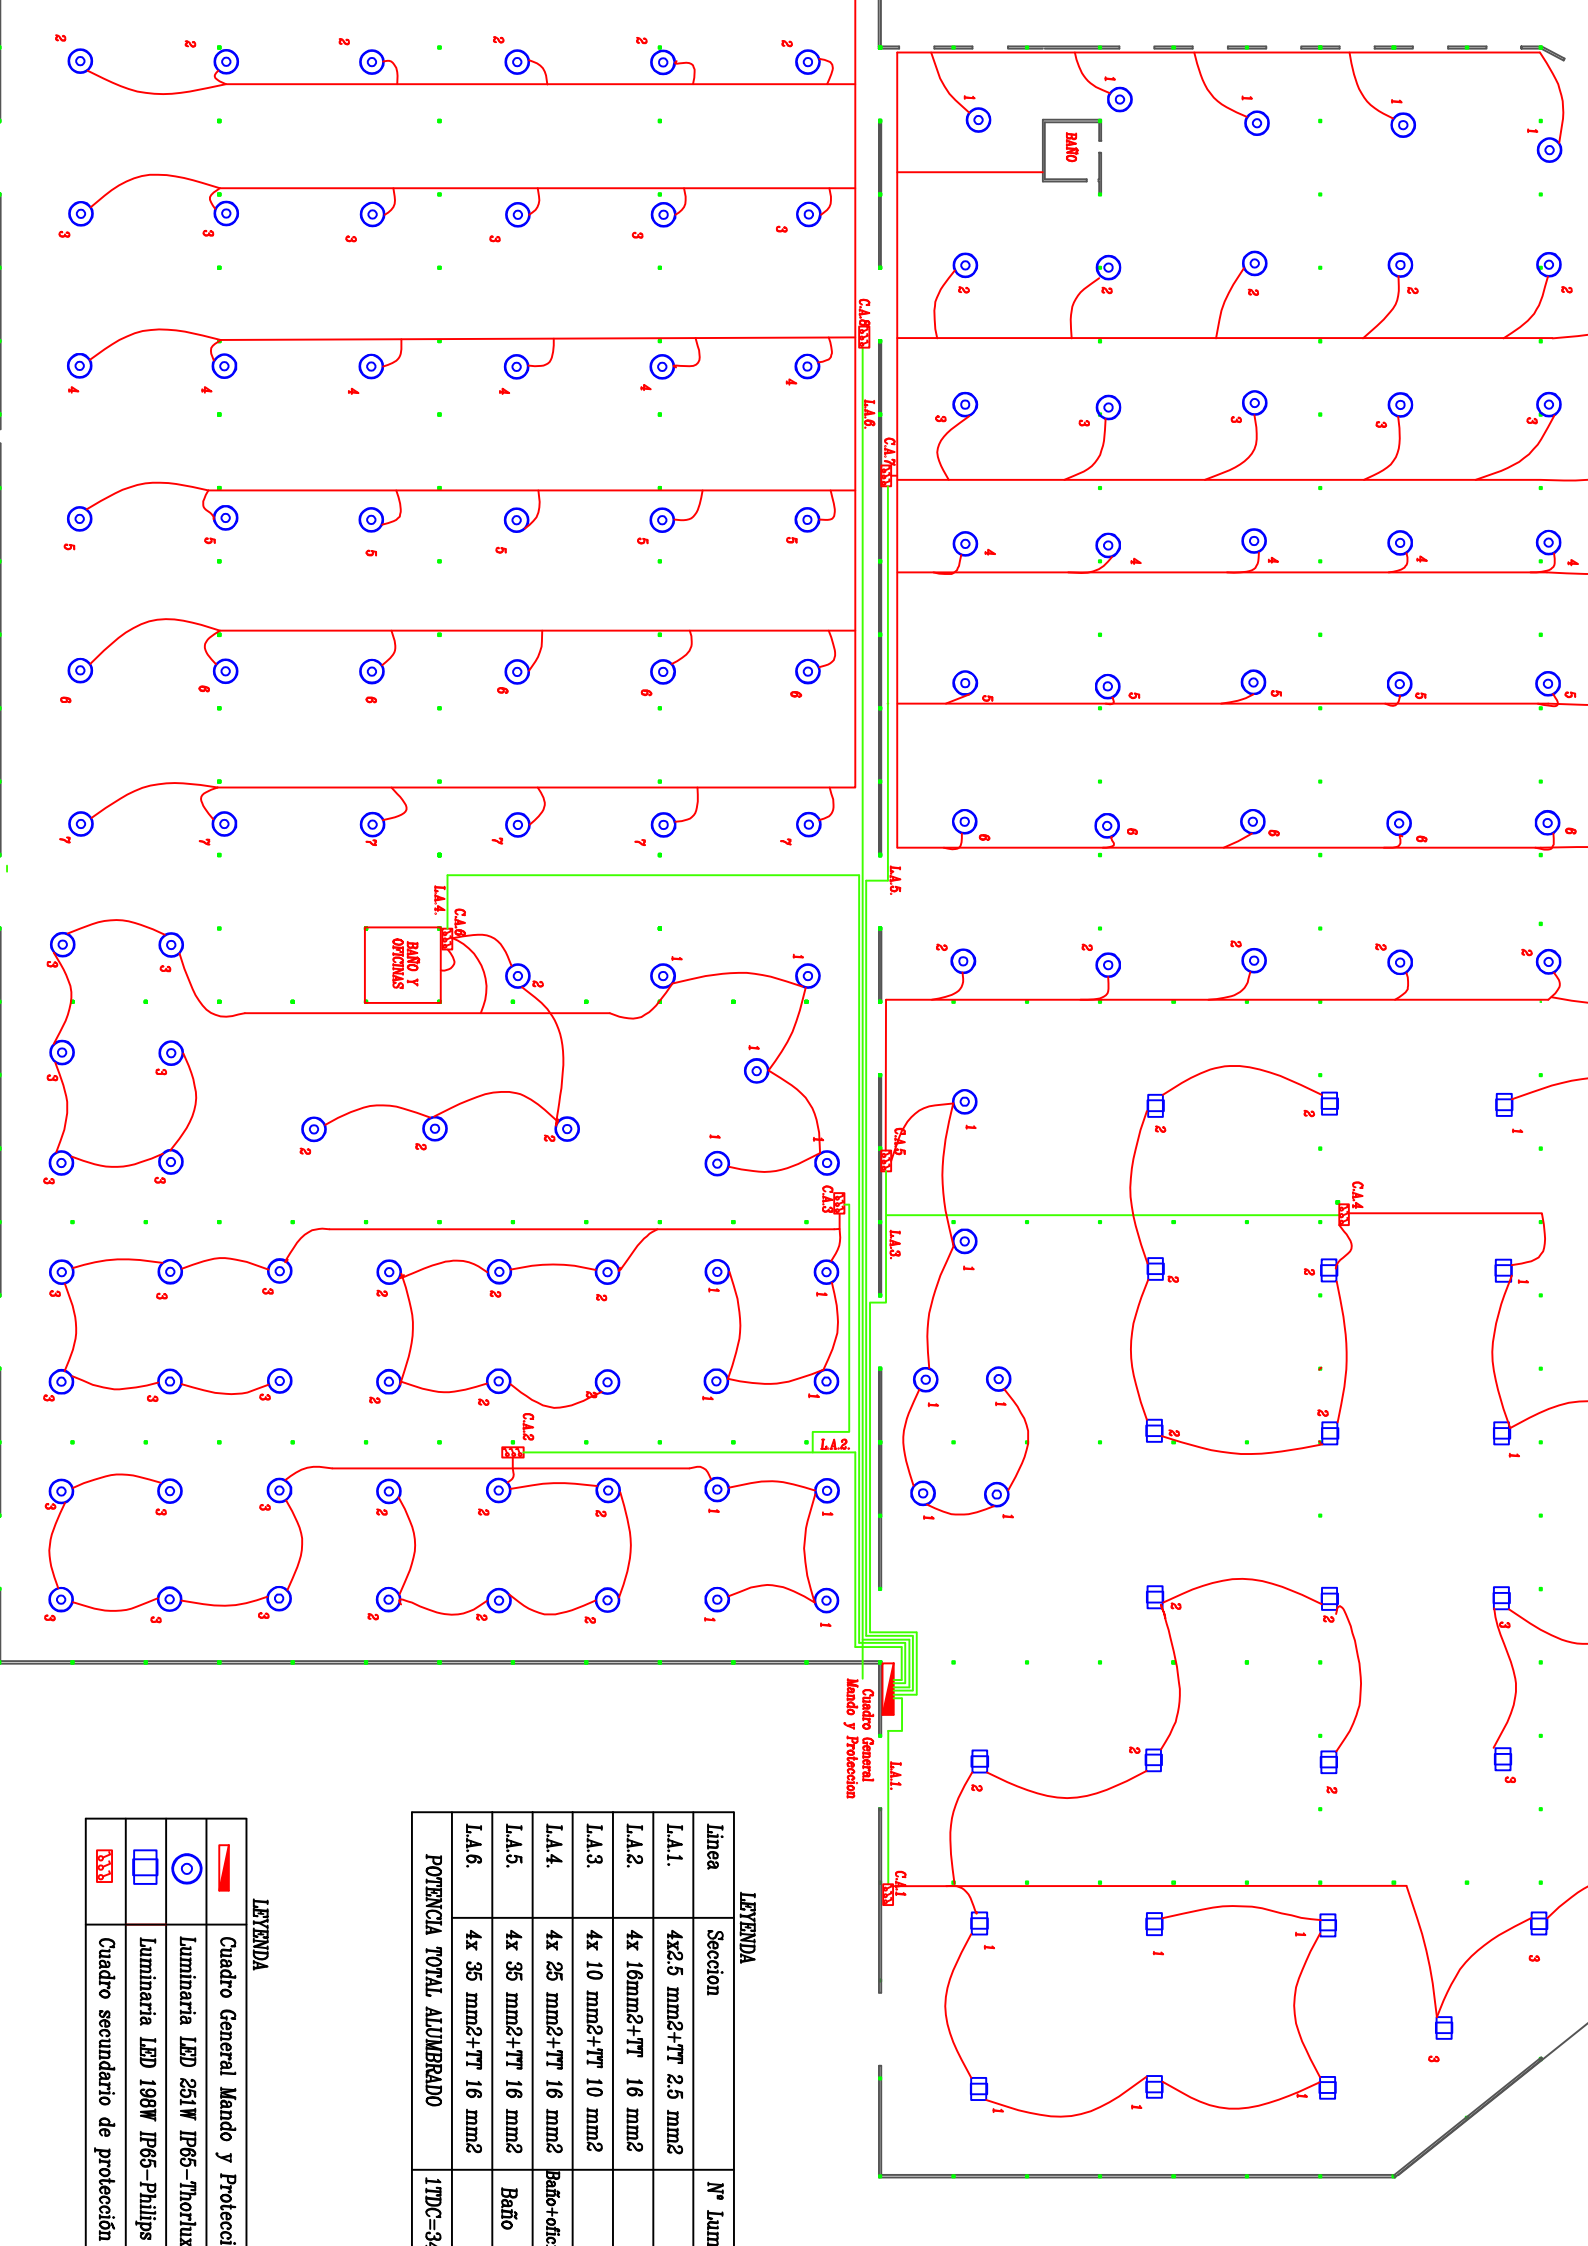 BAÑO
C.A.8
L.A.6.
C.A.7
L.A.5.
L.A.4.
C.A.6
BAÑO Y
OFICINAS
C.A.5
C.A.4
C.A.3
L.A.3.
C.A.2
L.A.2.
Cuadro General
Mando y Proteccion
L.A.1.
C.A.1
LEYENDA
Linea Seccion Nº Lum
L.A.1. 4x2.5 mm2+TT 2.5 mm2
L.A.2. 4x 16mm2+TT 16 mm2
L.A.3. 4x 10 mm2+TT 10 mm2
L.A.4. 4x 25 mm2+TT 16 mm2 Baño+ofic
L.A.5. 4x 35 mm2+TT 16 mm2 Baño
L.A.6. 4x 35 mm2+TT 16 mm2
POTENCIA TOTAL ALUMBRADO 1TDC=34
LEYENDA
Cuadro General Mando y Protecci
Luminaria LED 251W IP65-Thorlux
Luminaria LED 198W IP65-Philips
Cuadro secundario de protección